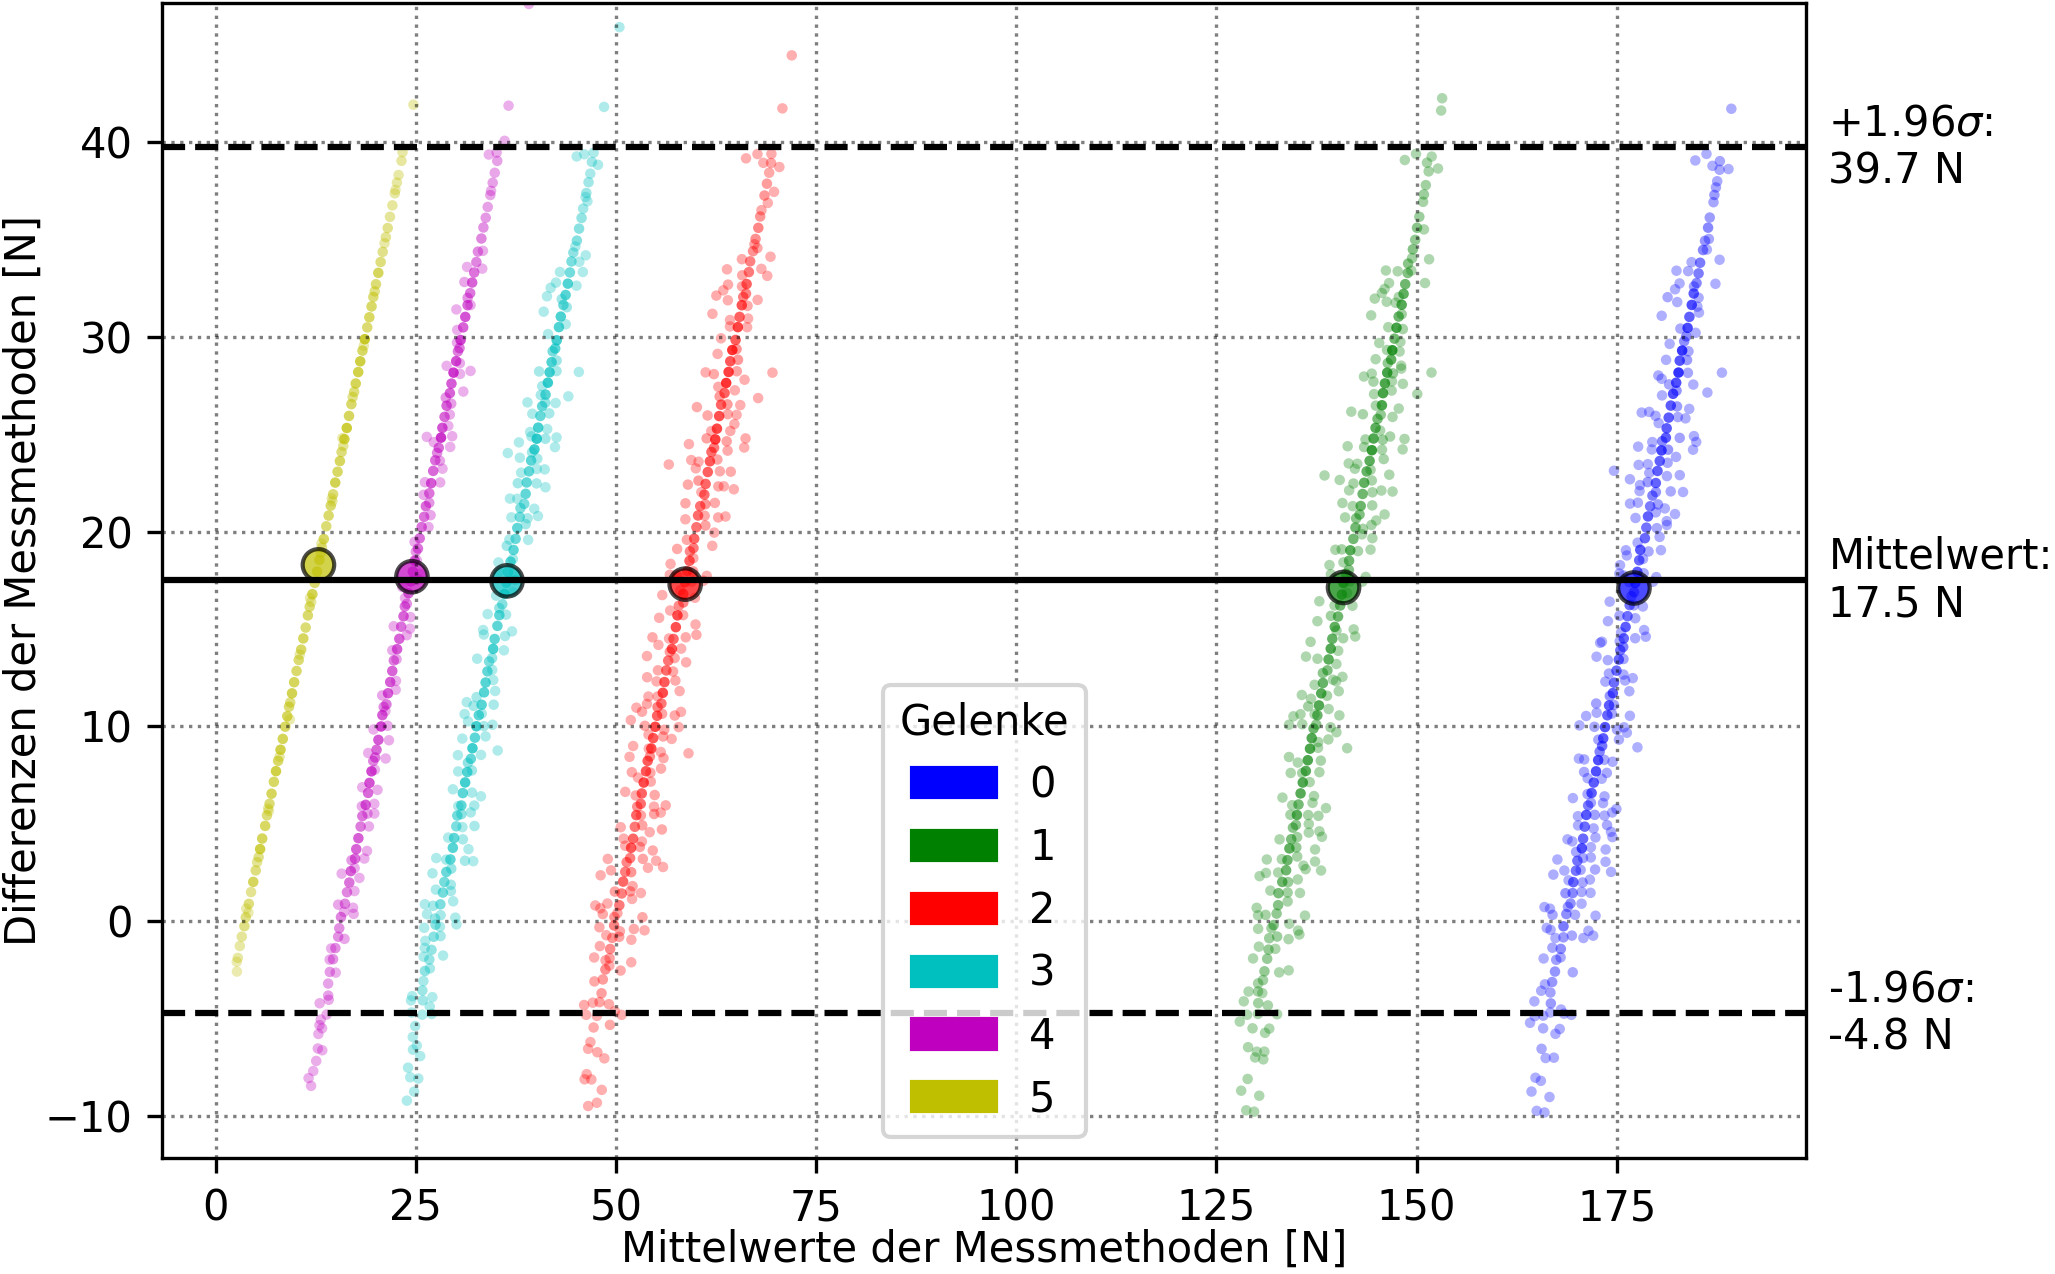 Differenzen der Messmethoden [N]
40
30
20
10
0
−10
0
25
50
75
100
125
150
175
Mittelwerte der Messmethoden [N]
Gelenke
0
1
2
3
4
5
+1.96σ:
39.7 N
Mittelwert:
17.5 N
-1.96σ:
-4.8 N